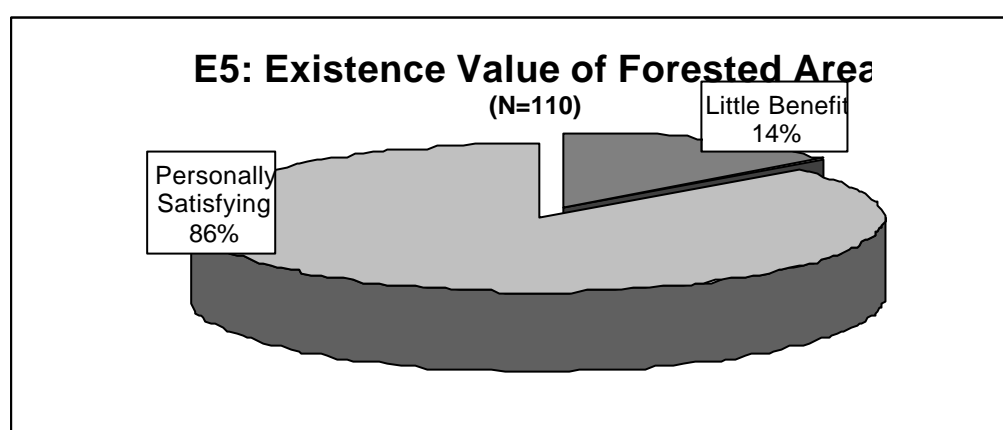 E5: Existence Value of Forested Area
(N=110)
Little Benefit
14%
Personally
Satisfying
86%